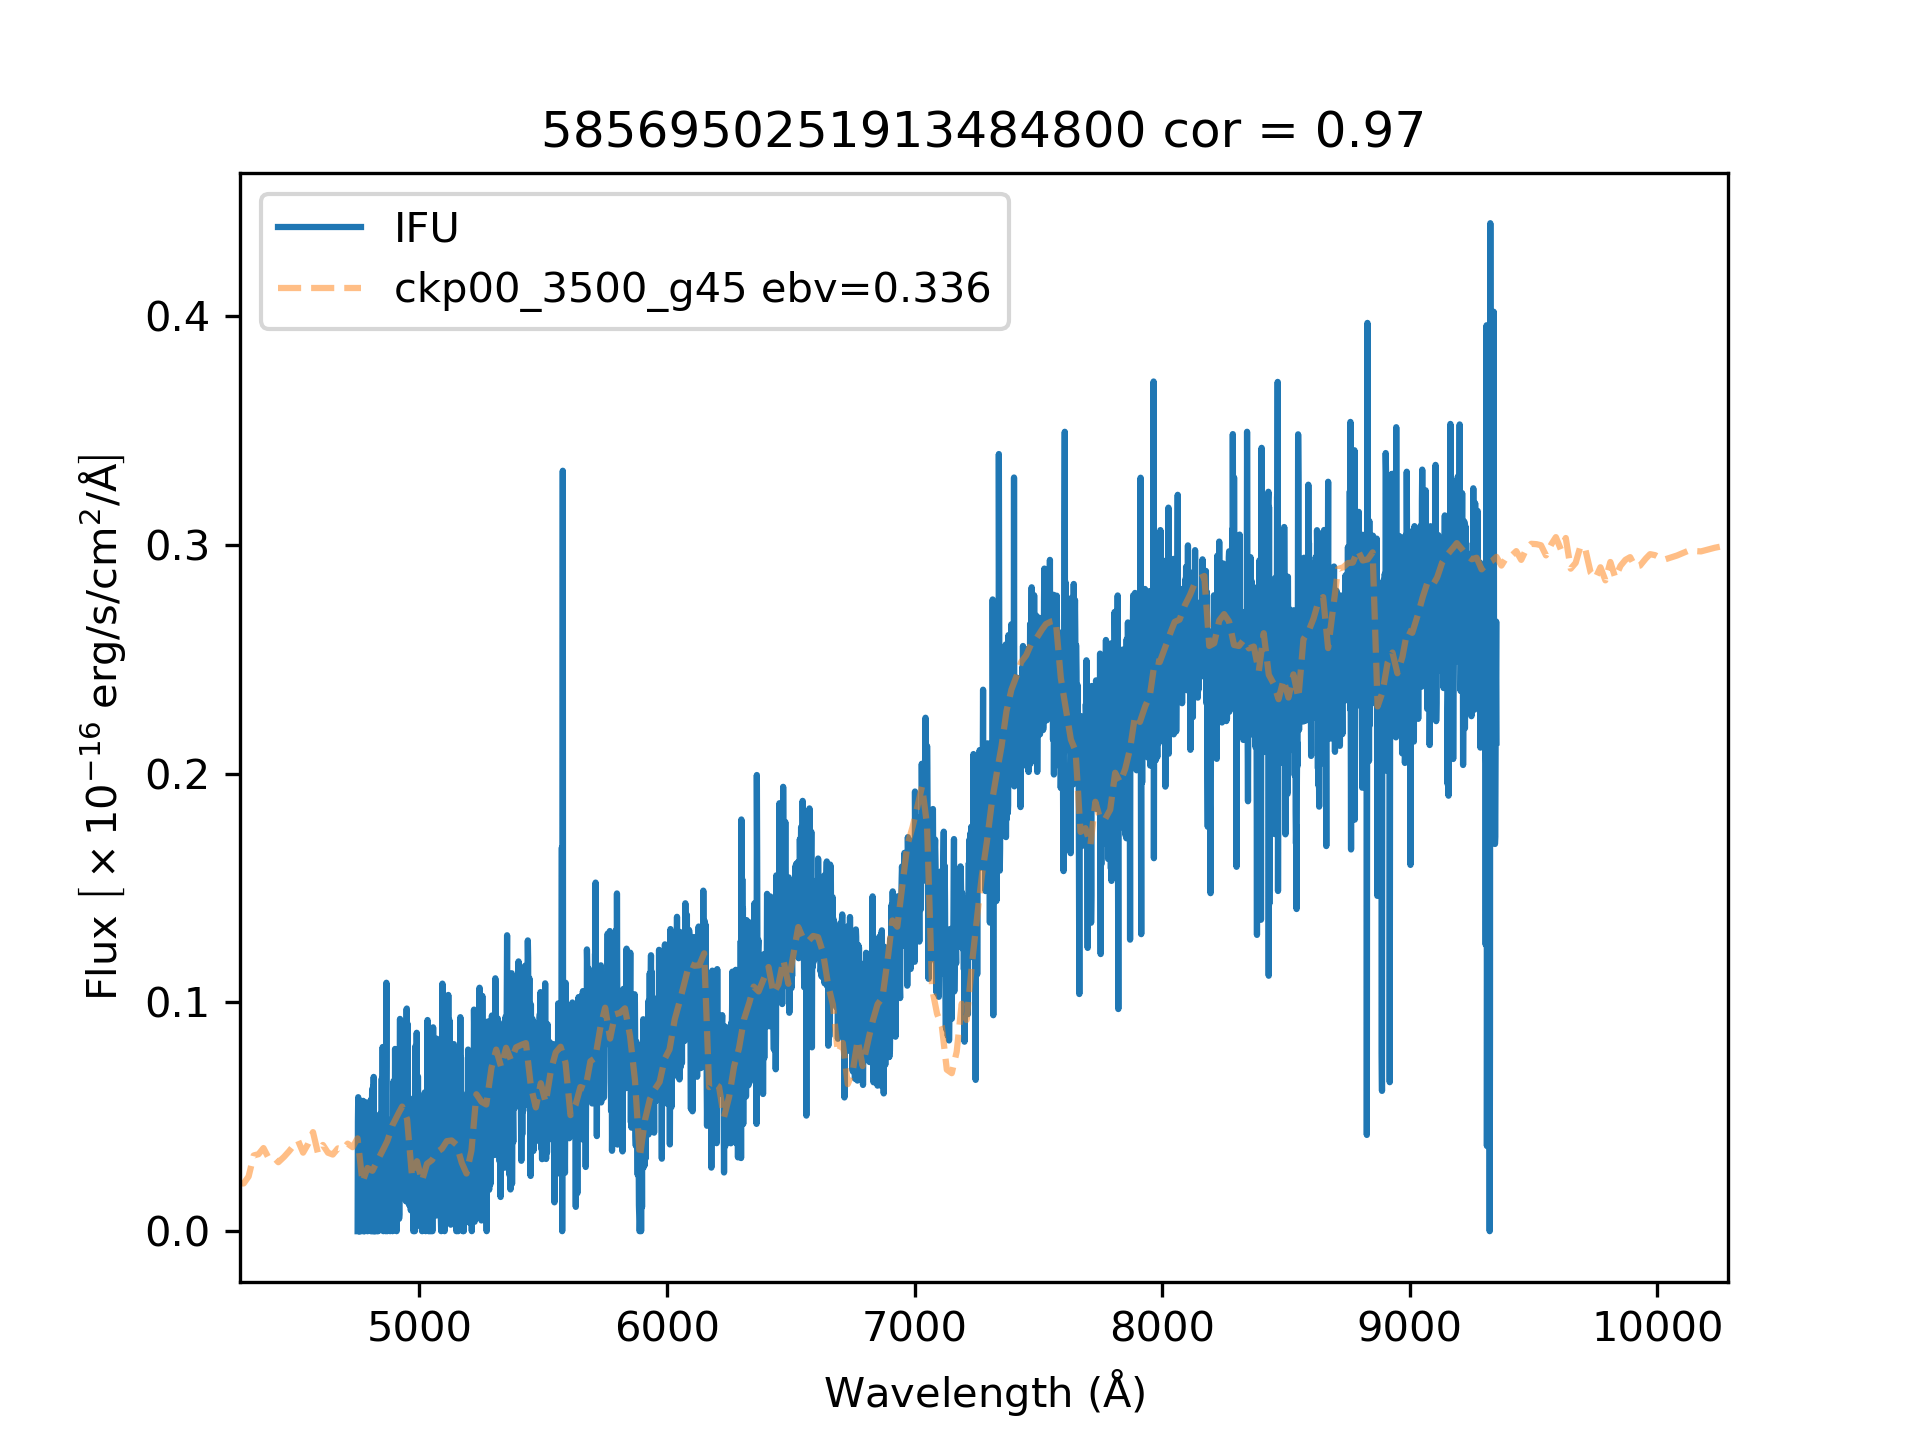 5856950251913484800 cor = 0.97
IFU
ckp00_3500_g45 ebv=0.336
Flux [× 10⁻¹⁶ erg/s/cm²/Å]
0.4
0.3
0.2
0.1
0.0
5000 6000 7000 8000 9000 10000
Wavelength (Å)